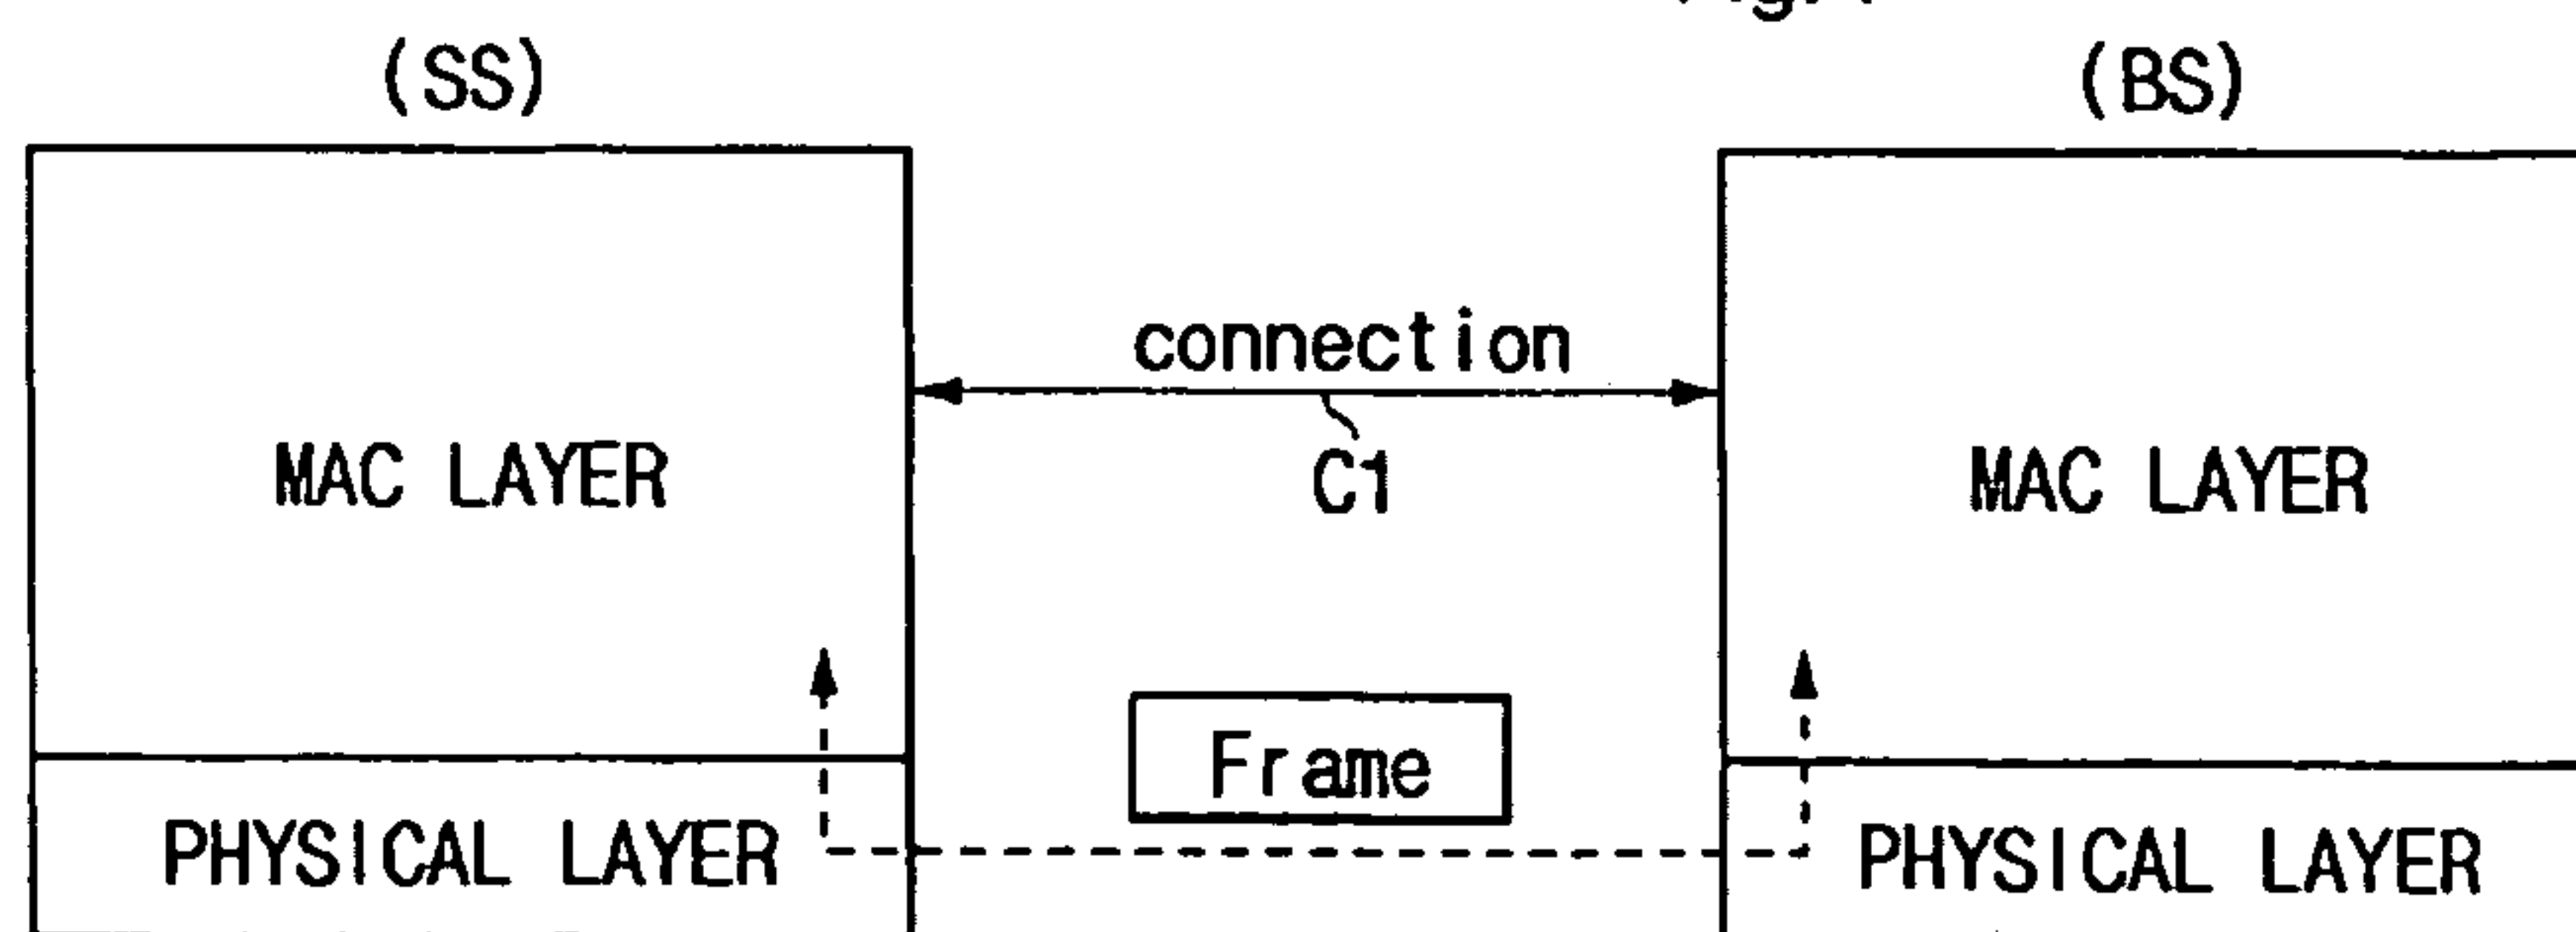 (SS)
(BS)
connection
C1
MAC LAYER
MAC LAYER
Frame
PHYSICAL LAYER
PHYSICAL LAYER